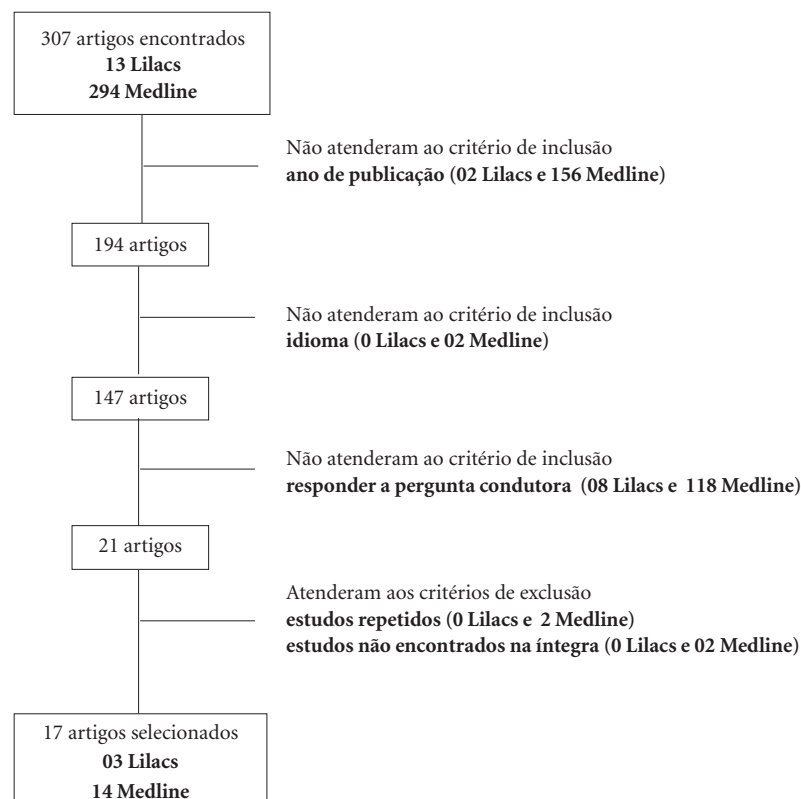 307 artigos encontrados
13 Lilacs
294 Medline
Não atenderam ao critério de inclusão
ano de publicação (02 Lilacs e 156 Medline)
194 artigos
Não atenderam ao critério de inclusão
idioma (0 Lilacs e 02 Medline)
147 artigos
Não atenderam ao critério de inclusão
responder a pergunta condutora (08 Lilacs e 118 Medline)
21 artigos
Atenderam aos critérios de exclusão
estudos repetidos (0 Lilacs e 2 Medline)
estudos não encontrados na íntegra (0 Lilacs e 02 Medline)
17 artigos selecionados
03 Lilacs
14 Medline